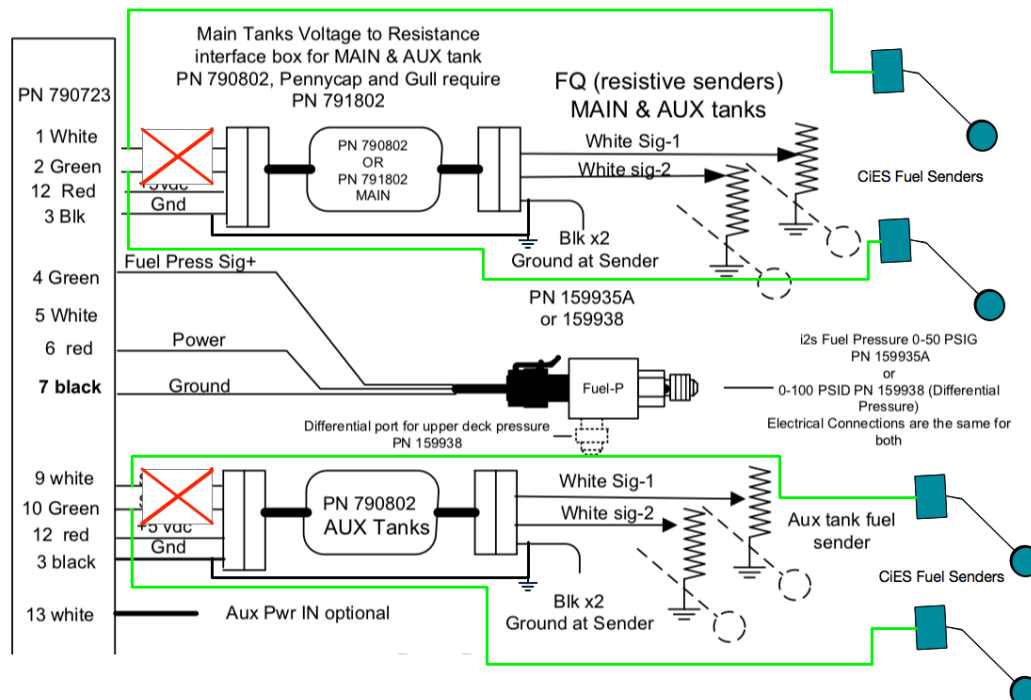 Main Tanks Voltage to Resistance
interface box for MAIN & AUX tank
PN 790802, Pennycap and Gull require
PN 791802
FQ (resistive senders)
MAIN & AUX tanks
PN 790723
1 White
2 Green
12 Red
3 Blk
+5vdc
Gnd
PN 790802
OR
PN 791802
MAIN
White Sig-1
White sig-2
Blk x2
Ground at Sender
CiES Fuel Senders
4 Green
5 White
6 red
7 black
Fuel Press Sig+
Power
Ground
PN 159935A
or 159938
Fuel-P
Differential port for upper deck pressure
PN 159938
i2s Fuel Pressure 0-50 PSIG
PN 159935A
or
0-100 PSID PN 159938 (Differential
Pressure)
Electrical Connections are the same for
both
9 white
10 Green
12 red
3 black
13 white
+5 vdc
Gnd
PN 790802
AUX Tanks
White Sig-1
White sig-2
Blk x2
Ground at Sender
Aux tank fuel
sender
CiES Fuel Senders
Aux Pwr IN optional